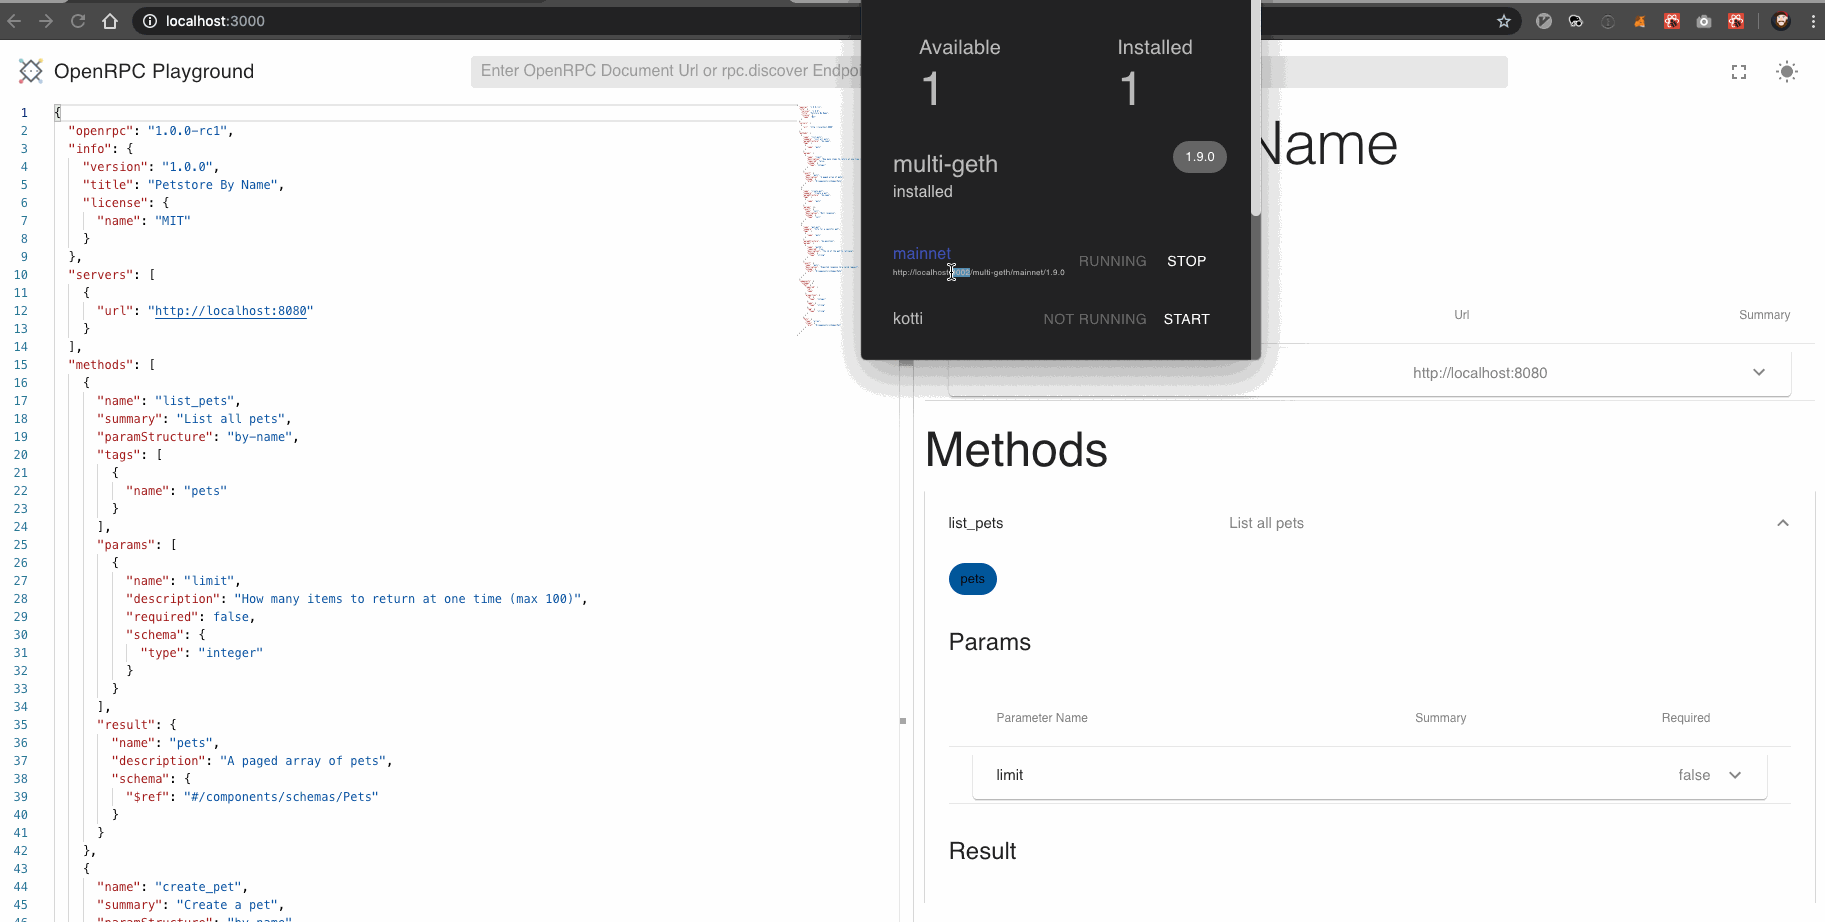 localhost:3000
OpenRPC Playground
Enter OpenRPC Document Url or rpc.discover Endpoi
1 {
2 "openrpc": "1.0.0-rc1",
3 "info": {
4 "version": "1.0.0",
5 "title": "Petstore By Name",
6 "license": {
7 "name": "MIT"
8 }
9 },
10 "servers": [
11 {
12 "url": "http://localhost:8080"
13 }
14 ],
15 "methods": [
16 {
17 "name": "list_pets",
18 "summary": "List all pets",
19 "paramStructure": "by-name",
20 "tags": [
21 {
22 "name": "pets"
23 }
24 ],
25 "params": [
26 {
27 "name": "limit",
28 "description": "How many items to return at one time (max 100)",
29 "required": false,
30 "schema": {
31 "type": "integer"
32 }
33 }
34 ],
35 "result": {
36 "name": "pets",
37 "description": "A paged array of pets",
38 "schema": {
39 "$ref": "#/components/schemas/Pets"
40 }
41 }
42 },
43 {
44 "name": "create_pet",
45 "summary": "Create a pet",
46 "paramStructure": "by-name",
Available Installed
1 1
multi-geth 1.9.0
installed
mainnet RUNNING STOP
http://localhost:8002/multi-geth/mainnet/1.9.0
kotti NOT RUNNING START
Name
Url Summary
http://localhost:8080
Methods
list_pets List all pets
pets
Params
Parameter Name Summary Required
limit false
Result